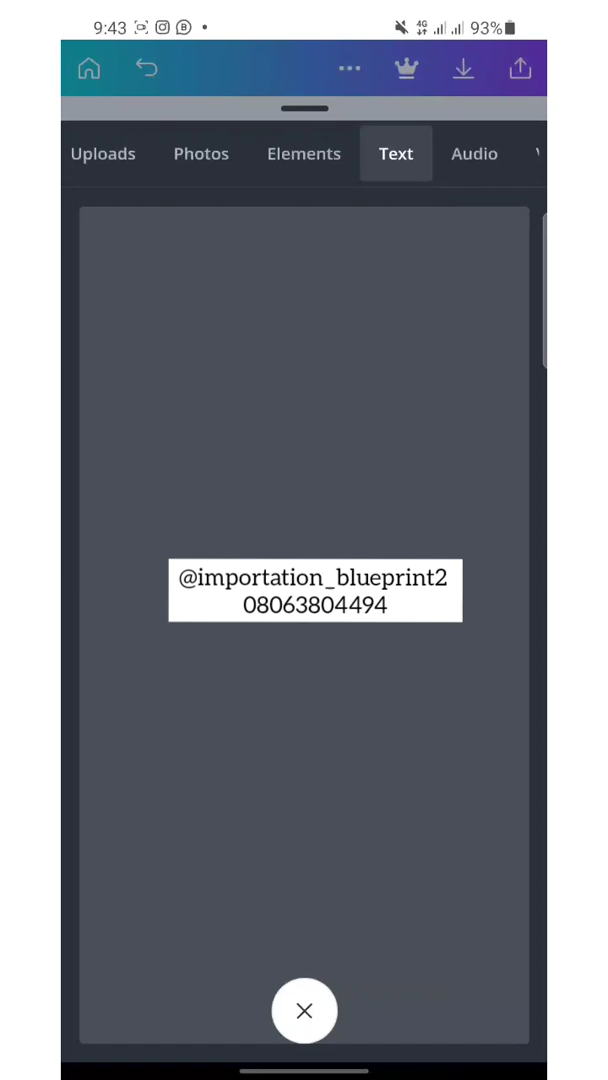 9:43
4G
93%
Uploads Photos Elements Text Audio
@importation_blueprint2
08063804494